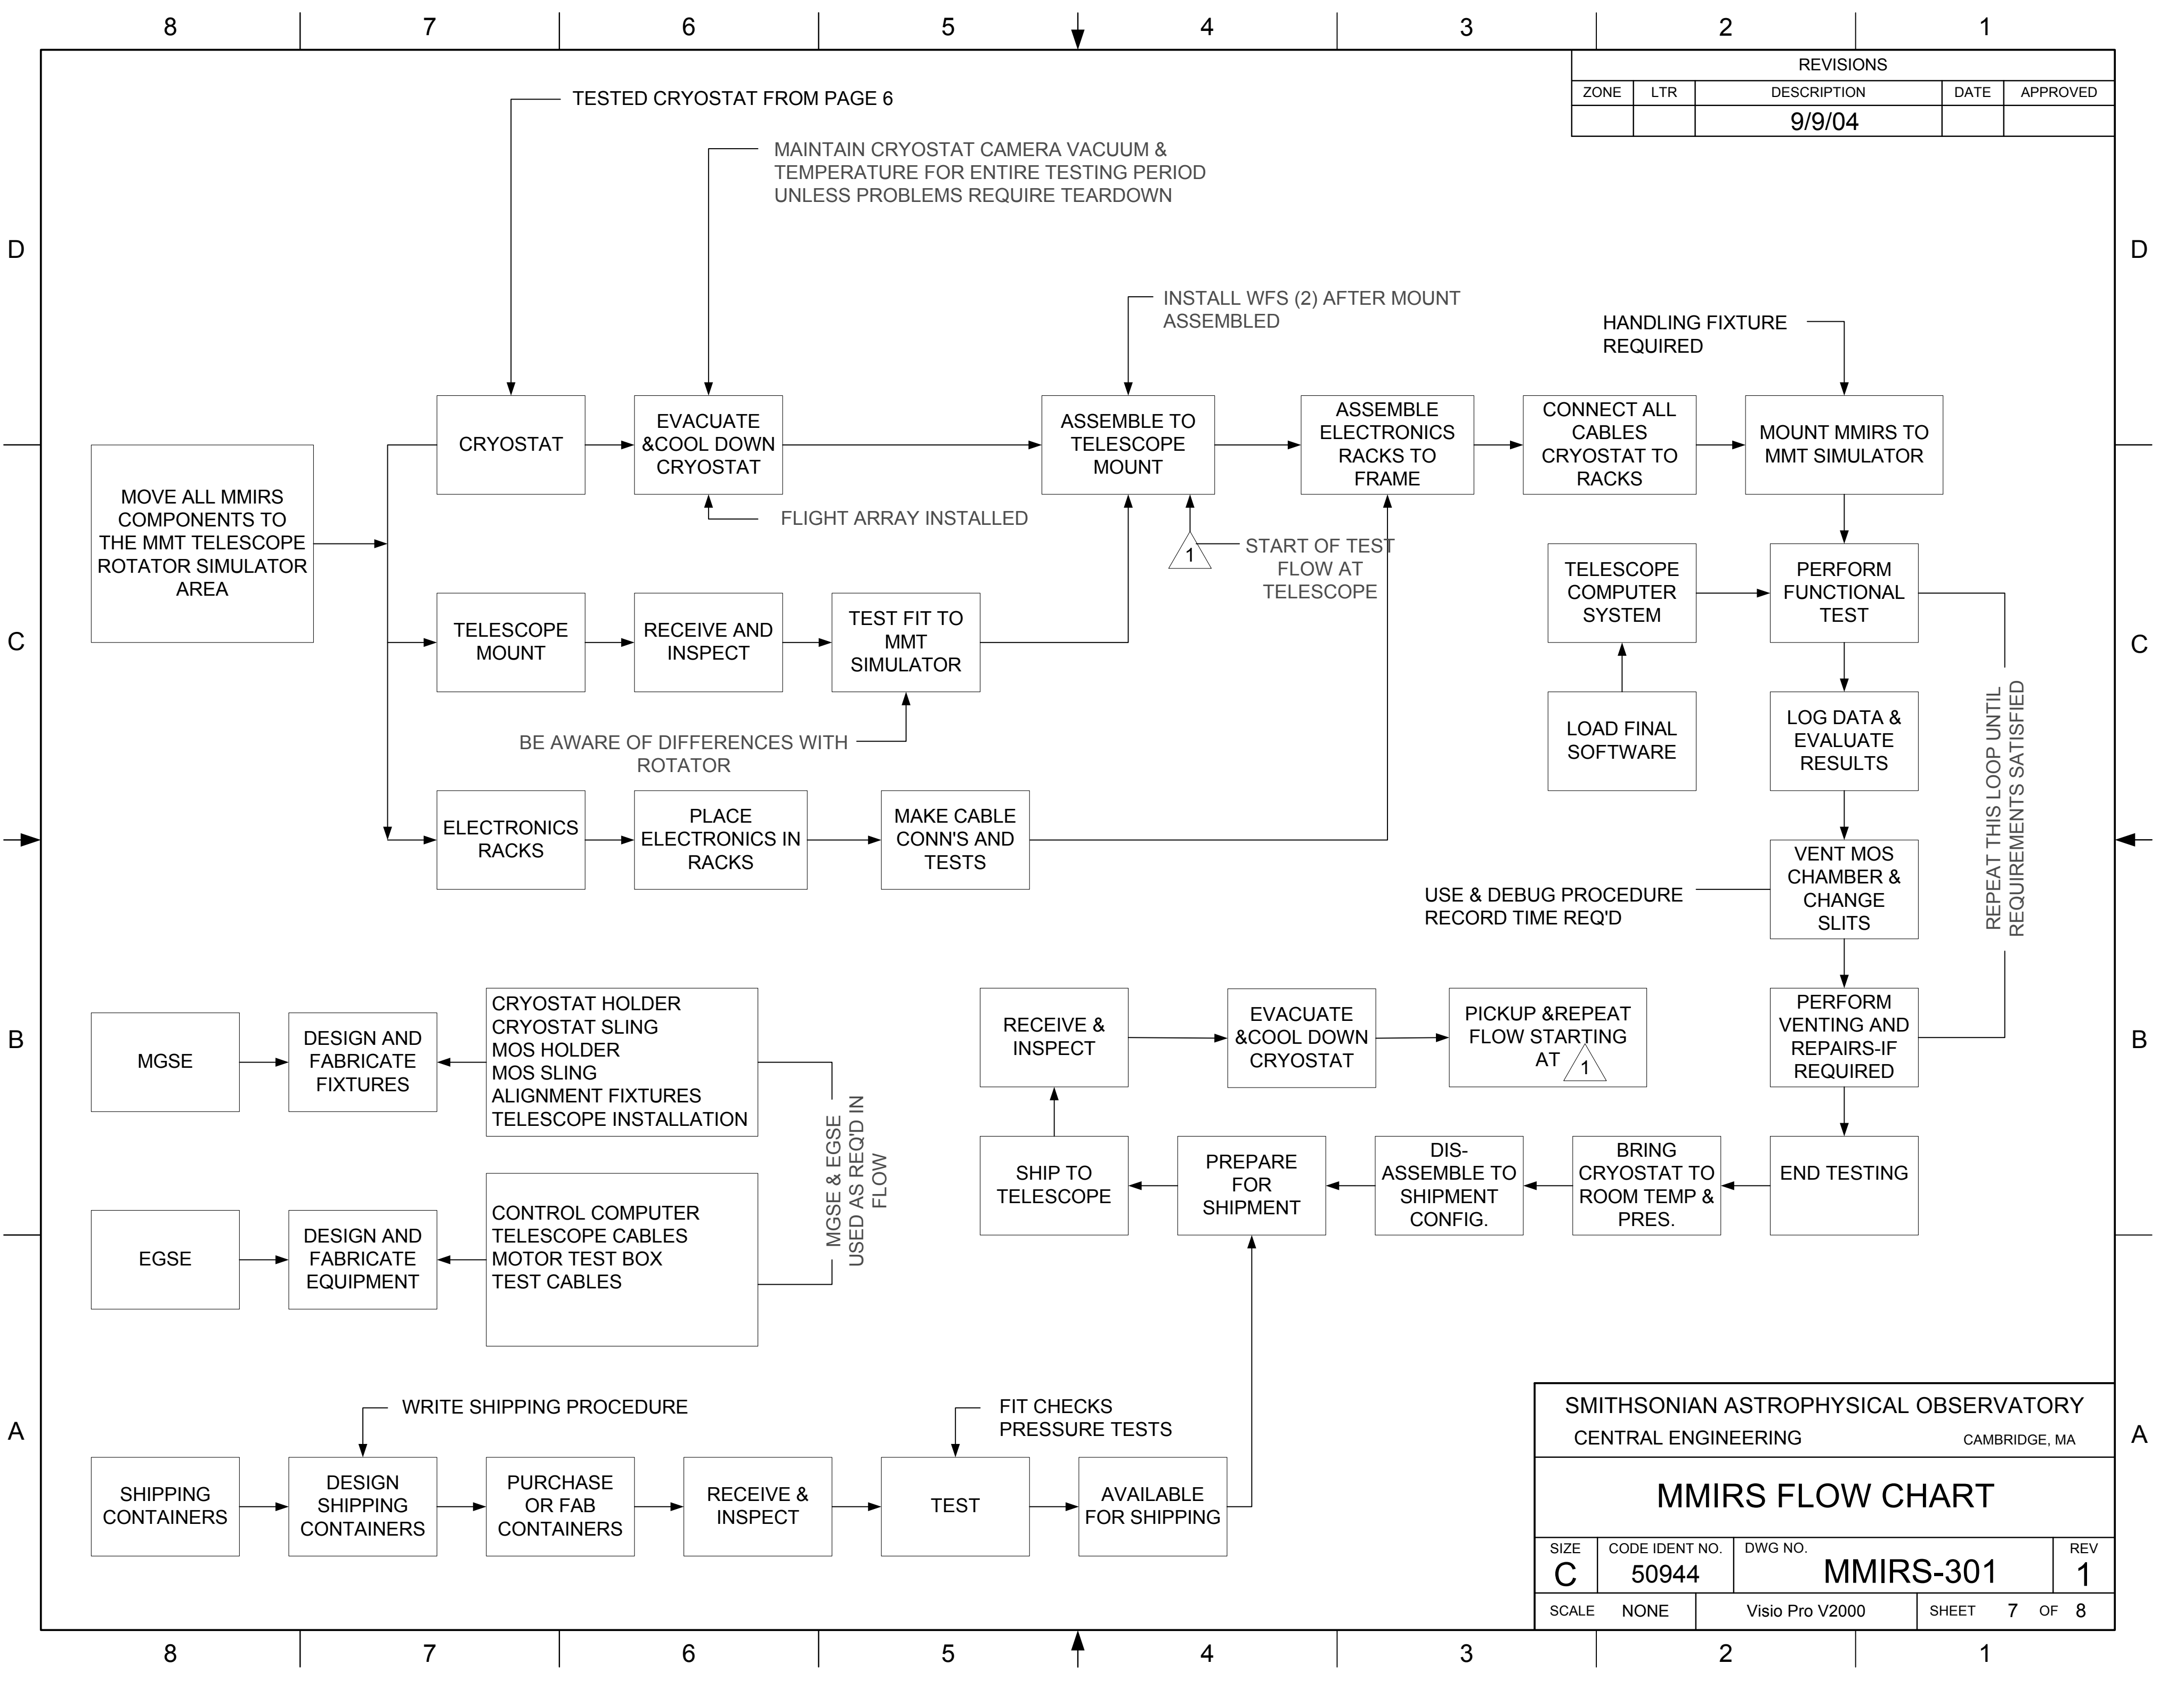 8 7 6 5 4 3 2 1
REVISIONS
ZONE LTR DESCRIPTION DATE APPROVED
9/9/04
TESTED CRYOSTAT FROM PAGE 6
MAINTAIN CRYOSTAT CAMERA VACUUM &
TEMPERATURE FOR ENTIRE TESTING PERIOD
UNLESS PROBLEMS REQUIRE TEARDOWN
D
D
INSTALL WFS (2) AFTER MOUNT
ASSEMBLED
HANDLING FIXTURE
REQUIRED
MOVE ALL MMIRS
COMPONENTS TO
THE MMT TELESCOPE
ROTATOR SIMULATOR
AREA
CRYOSTAT
EVACUATE
&COOL DOWN
CRYOSTAT
ASSEMBLE TO
TELESCOPE
MOUNT
ASSEMBLE
ELECTRONICS
RACKS TO
FRAME
CONNECT ALL
CABLES
CRYOSTAT TO
RACKS
MOUNT MMIRS TO
MMT SIMULATOR
FLIGHT ARRAY INSTALLED
1
START OF TEST
FLOW AT
TELESCOPE
TELESCOPE
COMPUTER
SYSTEM
PERFORM
FUNCTIONAL
TEST
C
C
TELESCOPE
MOUNT
RECEIVE AND
INSPECT
TEST FIT TO
MMT
SIMULATOR
BE AWARE OF DIFFERENCES WITH
ROTATOR
LOAD FINAL
SOFTWARE
LOG DATA &
EVALUATE
RESULTS
REPEAT THIS LOOP UNTIL
REQUIREMENTS SATISFIED
ELECTRONICS
RACKS
PLACE
ELECTRONICS IN
RACKS
MAKE CABLE
CONN'S AND
TESTS
USE & DEBUG PROCEDURE
RECORD TIME REQ'D
VENT MOS
CHAMBER &
CHANGE
SLITS
B
B
MGSE
DESIGN AND
FABRICATE
FIXTURES
CRYOSTAT HOLDER
CRYOSTAT SLING
MOS HOLDER
MOS SLING
ALIGNMENT FIXTURES
TELESCOPE INSTALLATION
RECEIVE &
INSPECT
EVACUATE
&COOL DOWN
CRYOSTAT
PICKUP &REPEAT
FLOW STARTING
AT 1
PERFORM
VENTING AND
REPAIRS-IF
REQUIRED
MGSE & EGSE
USED AS REQ'D IN
FLOW
SHIP TO
TELESCOPE
PREPARE
FOR
SHIPMENT
DIS-
ASSEMBLE TO
SHIPMENT
CONFIG.
BRING
CRYOSTAT TO
ROOM TEMP &
PRES.
END TESTING
EGSE
DESIGN AND
FABRICATE
EQUIPMENT
CONTROL COMPUTER
TELESCOPE CABLES
MOTOR TEST BOX
TEST CABLES
A
A
WRITE SHIPPING PROCEDURE
FIT CHECKS
PRESSURE TESTS
SHIPPING
CONTAINERS
DESIGN
SHIPPING
CONTAINERS
PURCHASE
OR FAB
CONTAINERS
RECEIVE &
INSPECT
TEST
AVAILABLE
FOR SHIPPING
SMITHSONIAN ASTROPHYSICAL OBSERVATORY
CENTRAL ENGINEERING CAMBRIDGE, MA
MMIRS FLOW CHART
SIZE CODE IDENT NO. DWG NO. REV
C 50944 MMIRS-301 1
SCALE NONE Visio Pro V2000 SHEET 7 OF 8
8 7 6 5 4 3 2 1